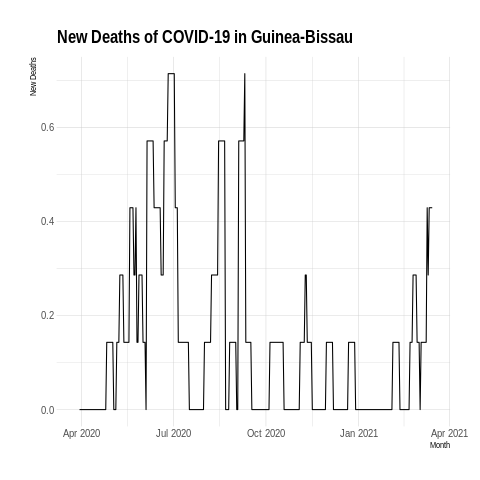 New Deaths of COVID-19 in Guinea-Bissau
New Deaths
0.6
0.4
0.2
0.0
Apr 2020 Jul 2020 Oct 2020 Jan 2021 Apr 2021
Month